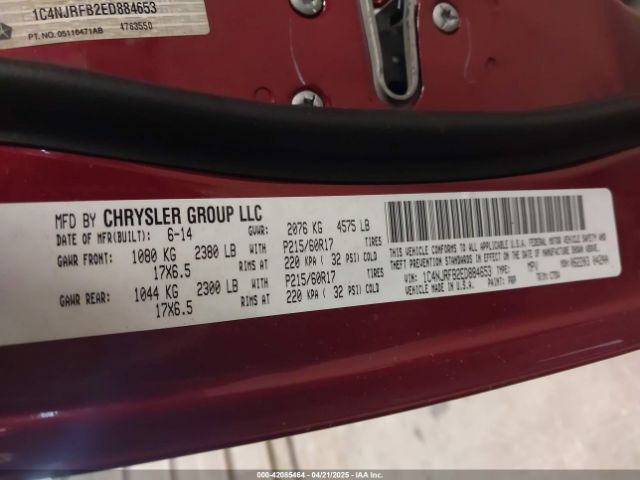 1C4NJRFB2ED884653
PT. NO. 05116471AB 4763550
MFD BY CHRYSLER GROUP LLC
DATE OF MFR(BUILT): 6-14 GVWR: 2076 KG 4575 LB
GAWR FRONT: 1080 KG 2380 LB WITH P215/60R17 TIRES
17X6.5 RIMS AT 220 KPA ( 32 PSI) COLD
GAWR REAR: 1044 KG 2300 LB WITH P215/60R17 TIRES
17X6.5 RIMS AT 220 KPA ( 32 PSI) COLD
THIS VEHICLE CONFORMS TO ALL APPLICABLE U.S.A. FEDERAL MOTOR VEHICLE SAFETY, BUMPER AND
THEFT PREVENTION STANDARDS IN EFFECT ON THE DATE OF MANUFACTURE SHOWN ABOVE.
VIN: 1C4NJRFB2ED884653 TYPE: MPV
VEHICLE MADE IN U.S.A. PAINT: PRP
000-42085464 - 04/21/2025 - IAAI.com